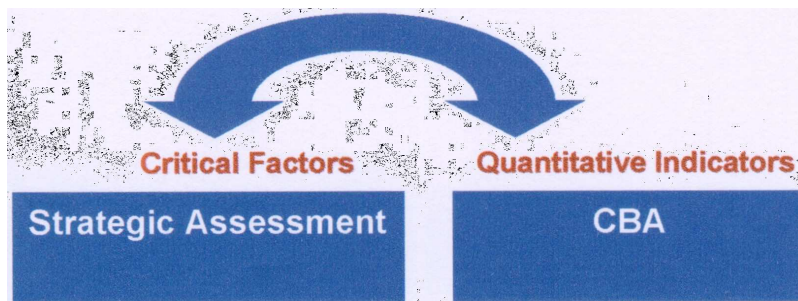 Critical Factors
Quantitative Indicators
Strategic Assessment
CBA